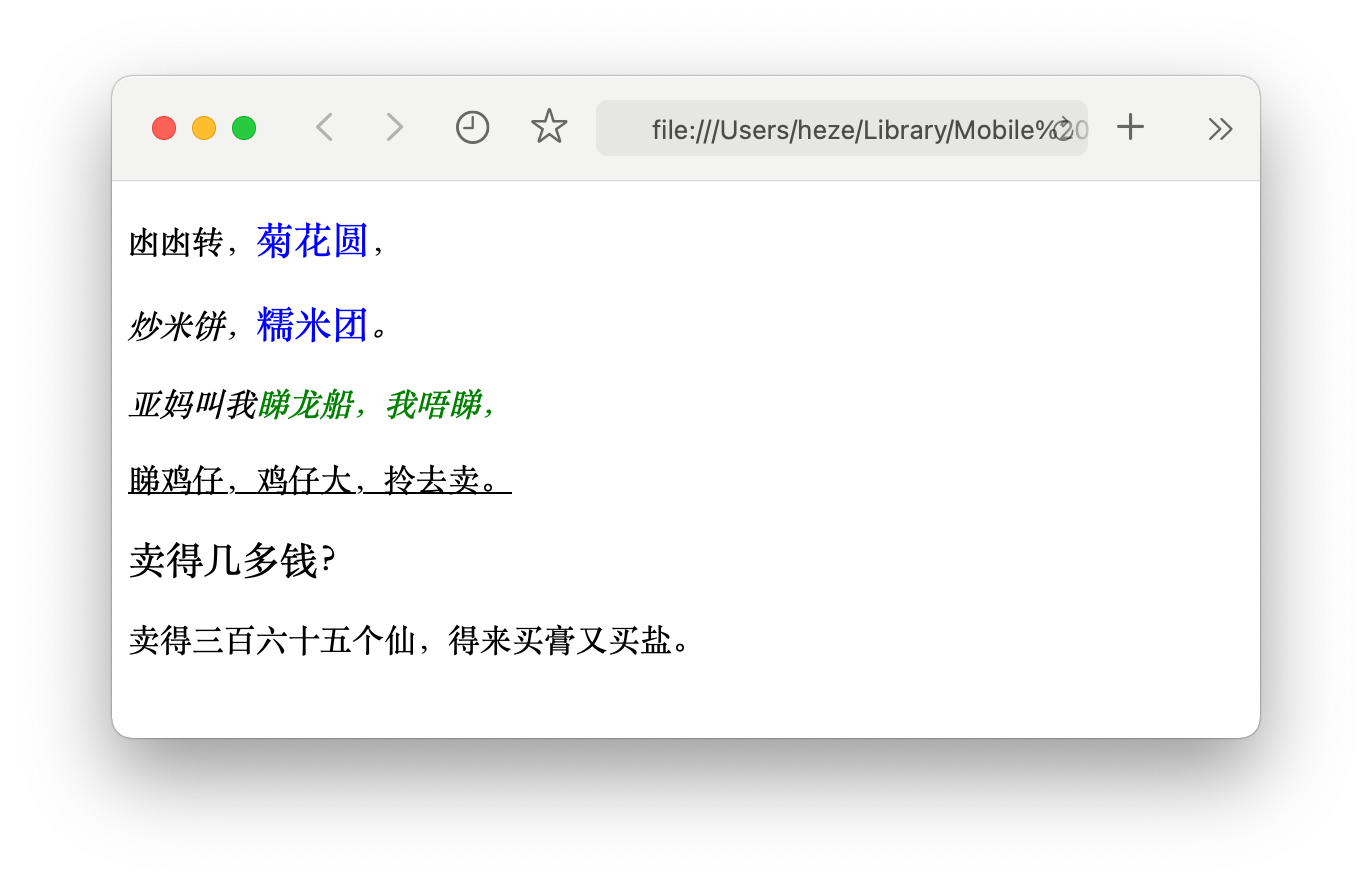 file:///Users/heze/Library/Mobile%20
凼凼转，菊花圆，
炒米饼，糯米团。
亚妈叫我睇龙船，我唔睇，
睇鸡仔，鸡仔大，拎去卖。
卖得几多钱？
卖得三百六十五个仙，得来买膏又买盐。